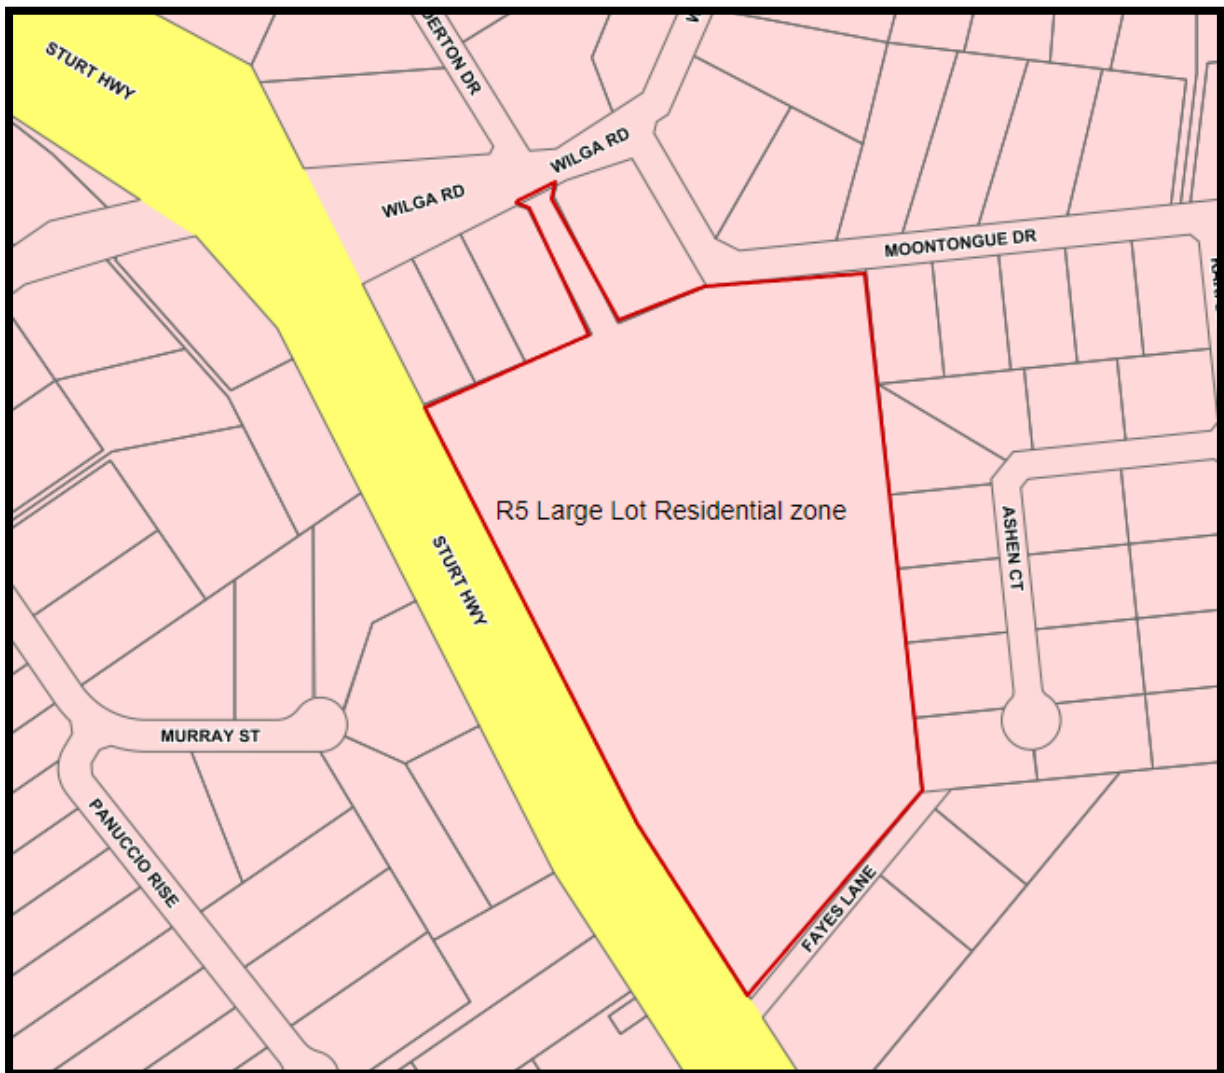 STURT HWY
DERTON DR
WILGA RD
WILGA RD
MOONTONGUE DR
R5 Large Lot Residential zone
STURT HWY
ASHEN CT
MURRAY ST
PANUCCIO RISE
FAYES LANE